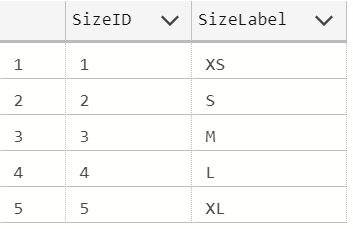 SizeID SizeLabel
1 1 XS
2 2 S
3 3 M
4 4 L
5 5 XL